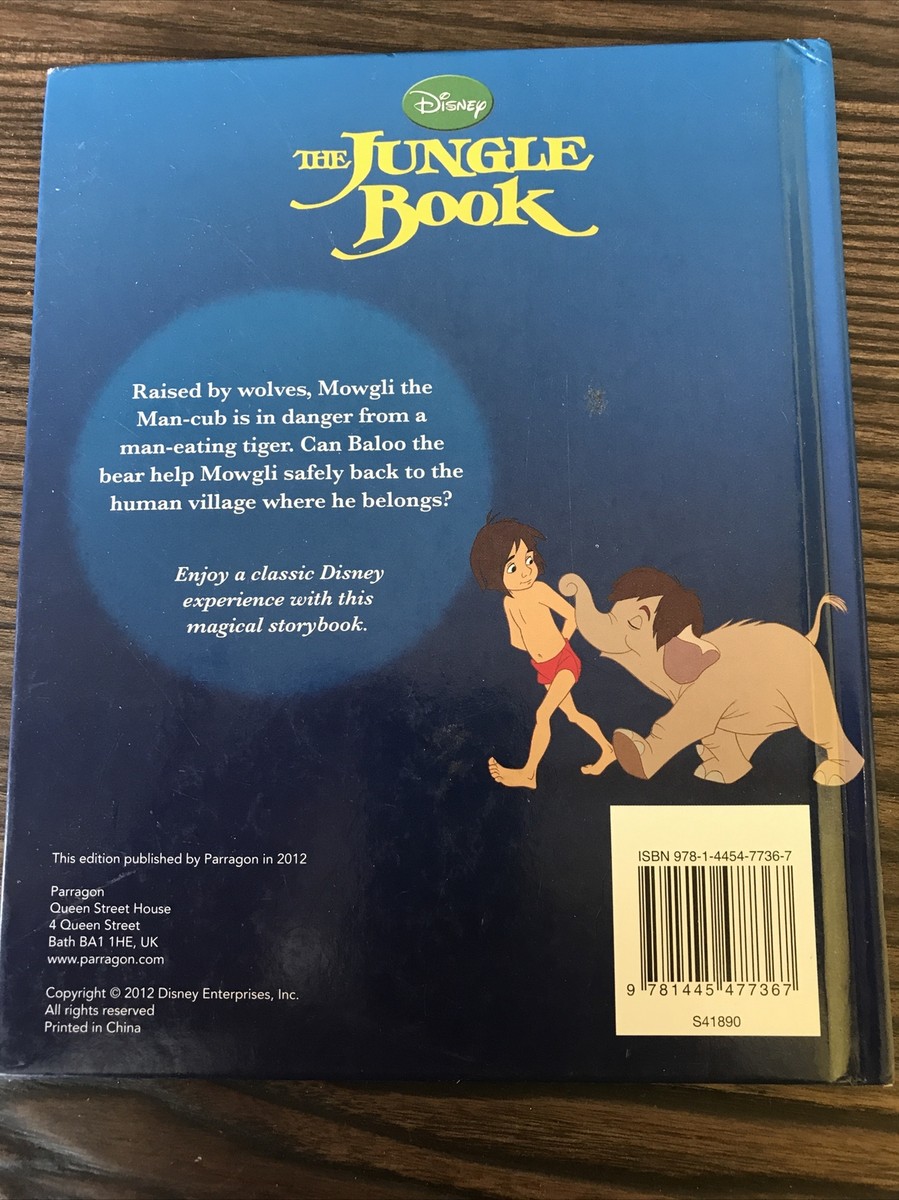 Disney
THE JUNGLE
BOOK
Raised by wolves, Mowgli the
Man-cub is in danger from a
man-eating tiger. Can Baloo the
bear help Mowgli safely back to the
human village where he belongs?
Enjoy a classic Disney
experience with this
magical storybook.
This edition published by Parragon in 2012
Parragon
Queen Street House
4 Queen Street
Bath BA1 1HE, UK
www.parragon.com
Copyright © 2012 Disney Enterprises, Inc.
All rights reserved
Printed in China
ISBN 978-1-4454-7736-7
9 781445 477367
S41890